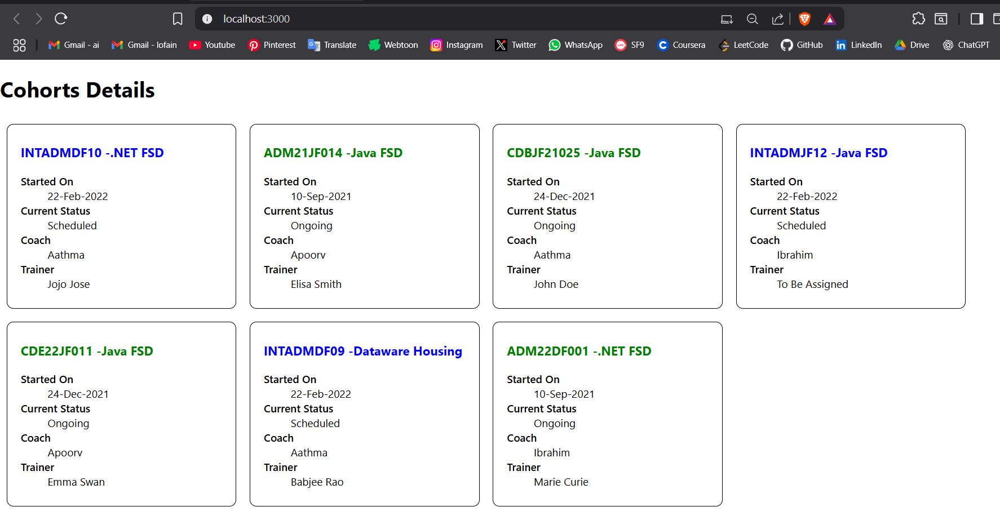 localhost:3000
Gmail - ai
Gmail - lofain
Youtube
Pinterest
Translate
Webtoon
Instagram
Twitter
WhatsApp
SF9
Coursera
LeetCode
GitHub
LinkedIn
Drive
ChatGPT
Cohorts Details
INTADMDF10 -.NET FSD
Started On
22-Feb-2022
Current Status
Scheduled
Coach
Aathma
Trainer
Jojo Jose
ADM21JF014 -Java FSD
Started On
10-Sep-2021
Current Status
Ongoing
Coach
Apoorv
Trainer
Elisa Smith
CDBJF21025 -Java FSD
Started On
24-Dec-2021
Current Status
Ongoing
Coach
Aathma
Trainer
John Doe
INTADMJF12 -Java FSD
Started On
22-Feb-2022
Current Status
Scheduled
Coach
Ibrahim
Trainer
To Be Assigned
CDE22JF011 -Java FSD
Started On
24-Dec-2021
Current Status
Ongoing
Coach
Apoorv
Trainer
Emma Swan
INTADMDF09 -Dataware Housing
Started On
22-Feb-2022
Current Status
Scheduled
Coach
Aathma
Trainer
Babjee Rao
ADM22DF001 -.NET FSD
Started On
10-Sep-2021
Current Status
Ongoing
Coach
Ibrahim
Trainer
Marie Curie